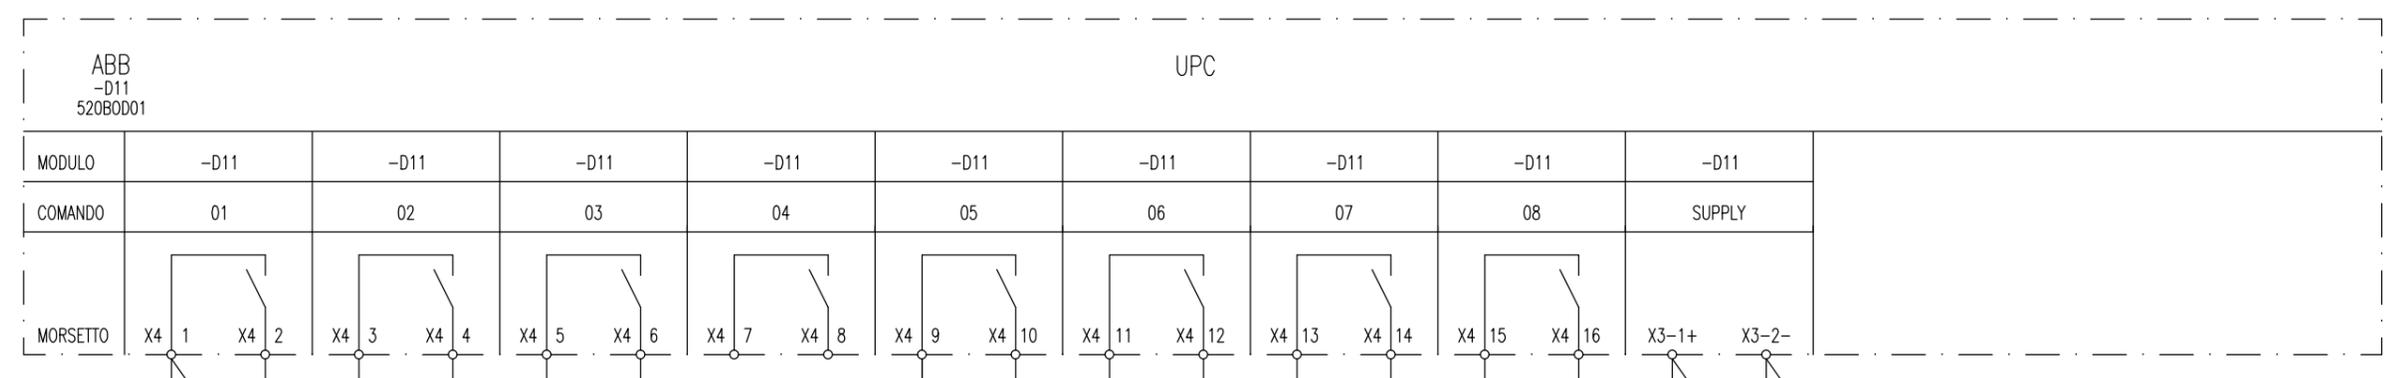 ABB
UPC
-D11
520BOD01
MODULO -D11 -D11 -D11 -D11 -D11 -D11 -D11 -D11 -D11
COMANDO 01 02 03 04 05 06 07 08 SUPPLY
MORSETTO X4 1 X4 2 X4 3 X4 4 X4 5 X4 6 X4 7 X4 8 X4 9 X4 10 X4 11 X4 12 X4 13 X4 14 X4 15 X4 16 X3-1+ X3-2-